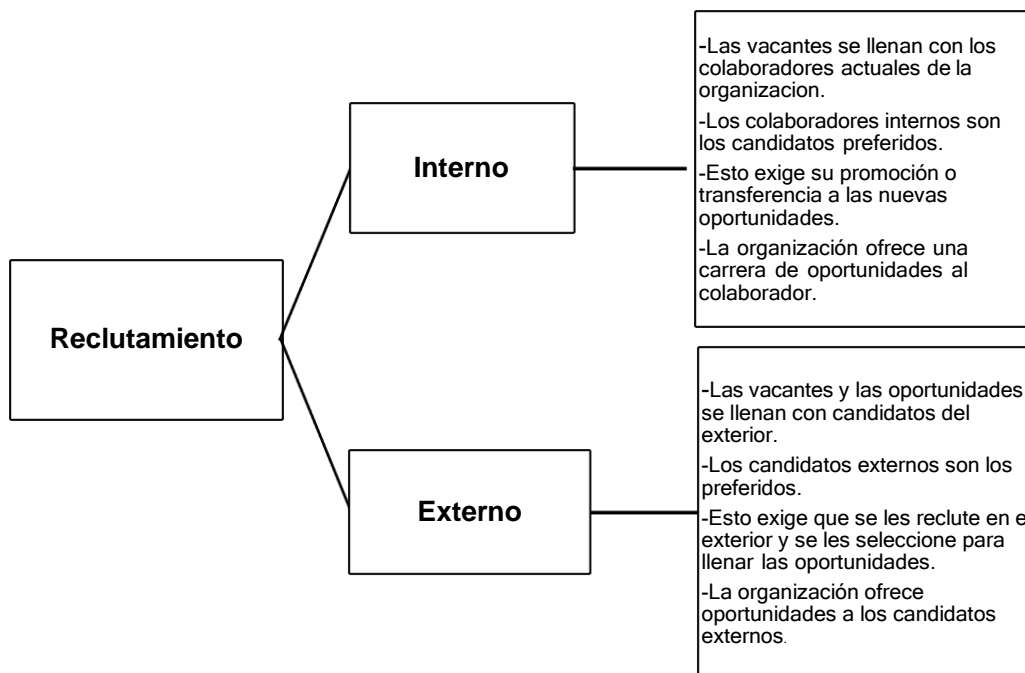 Reclutamiento
Interno
-Las vacantes se llenan con los
colaboradores actuales de la
organizacion.
-Los colaboradores internos son
los candidatos preferidos.
-Esto exige su promoción o
transferencia a las nuevas
oportunidades.
-La organización ofrece una
carrera de oportunidades al
colaborador.
Externo
-Las vacantes y las oportunidades
se llenan con candidatos del
exterior.
-Los candidatos externos son los
preferidos.
-Esto exige que se les reclute en e
exterior y se les seleccione para
llenar las oportunidades.
-La organización ofrece
oportunidades a los candidatos
externos.